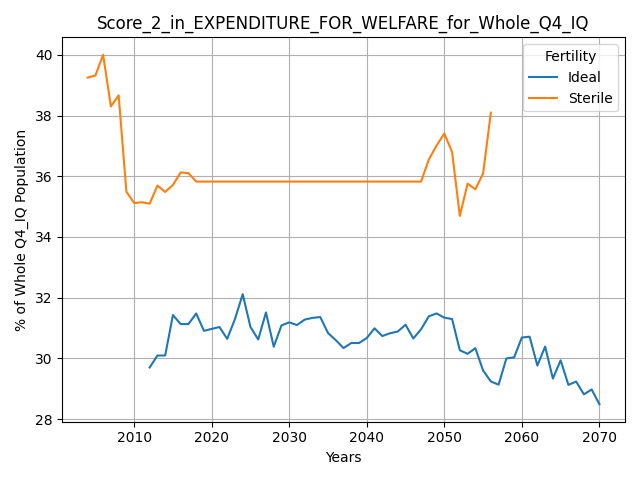 Score_2_in_EXPENDITURE_FOR_WELFARE_for_Whole_Q4_IQ
Fertility
Ideal
Sterile
% of Whole Q4_IQ Population
40
38
36
34
32
30
28
2010 2020 2030 2040 2050 2060 2070
Years